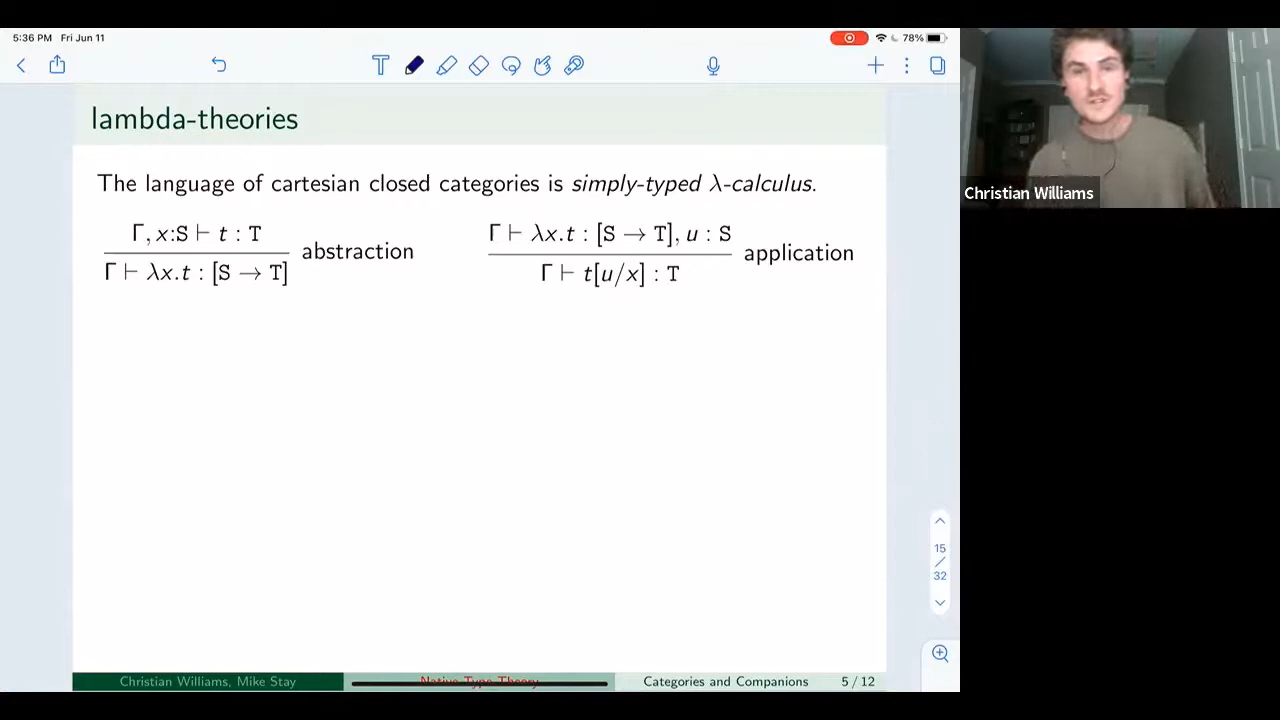 5:36 PM Fri Jun 11
78%
lambda-theories
The language of cartesian closed categories is simply-typed λ-calculus.
Γ, x:S ⊢ t : T
Γ ⊢ λx.t : [S → T]
abstraction
Γ ⊢ λx.t : [S → T], u : S
Γ ⊢ t[u/x] : T
application
Christian Williams
15
/
32
Christian Williams, Mike Stay
Native Type Theory
Categories and Companions
5 / 12